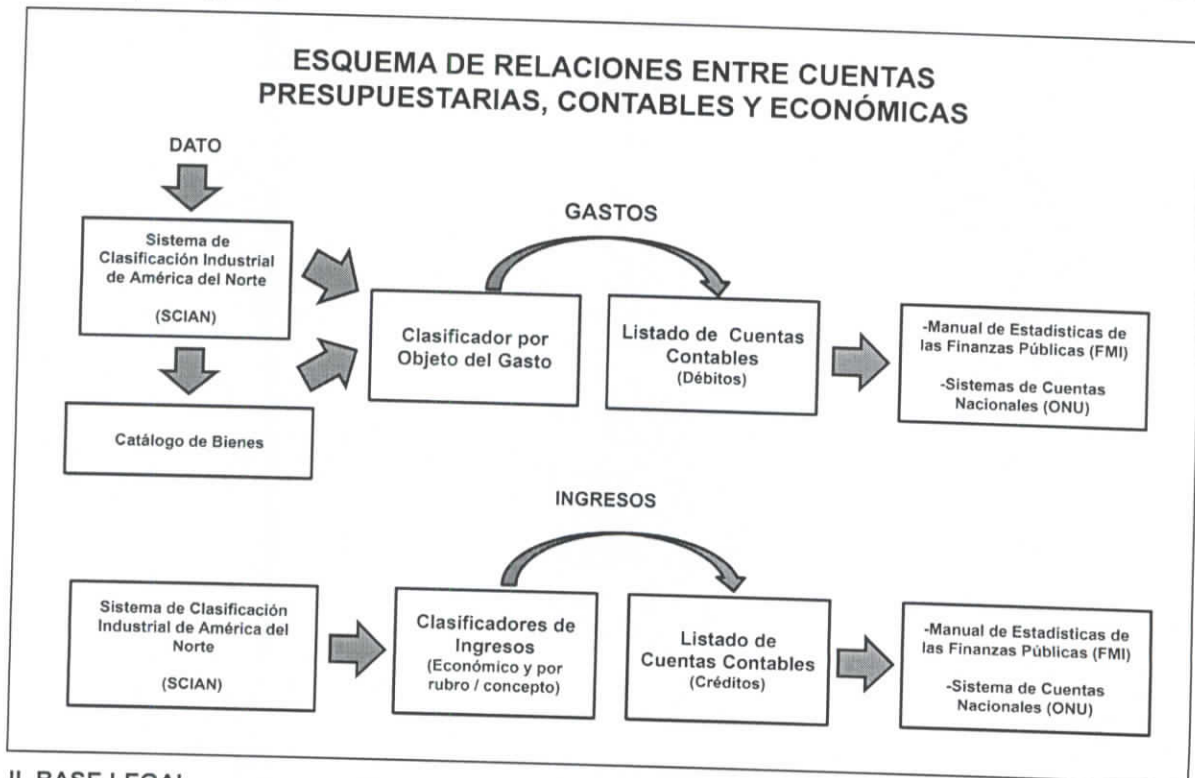 ESQUEMA DE RELACIONES ENTRE CUENTAS
PRESUPUESTARIAS, CONTABLES Y ECONÓMICAS
DATO
GASTOS
Sistema de
Clasificación Industrial
de América del Norte
(SCIAN)
Catálogo de Bienes
Clasificador por
Objeto del Gasto
Listado de Cuentas
Contables
(Débitos)
-Manual de Estadísticas de
las Finanzas Públicas (FMI)
-Sistemas de Cuentas
Nacionales (ONU)
INGRESOS
Sistema de Clasificación
Industrial de América del
Norte
(SCIAN)
Clasificadores de
Ingresos
(Económico y por
rubro / concepto)
Listado de
Cuentas Contables
(Créditos)
-Manual de Estadísticas de
las Finanzas Públicas (FMI)
-Sistema de Cuentas
Nacionales (ONU)
II. BASE LEGAL